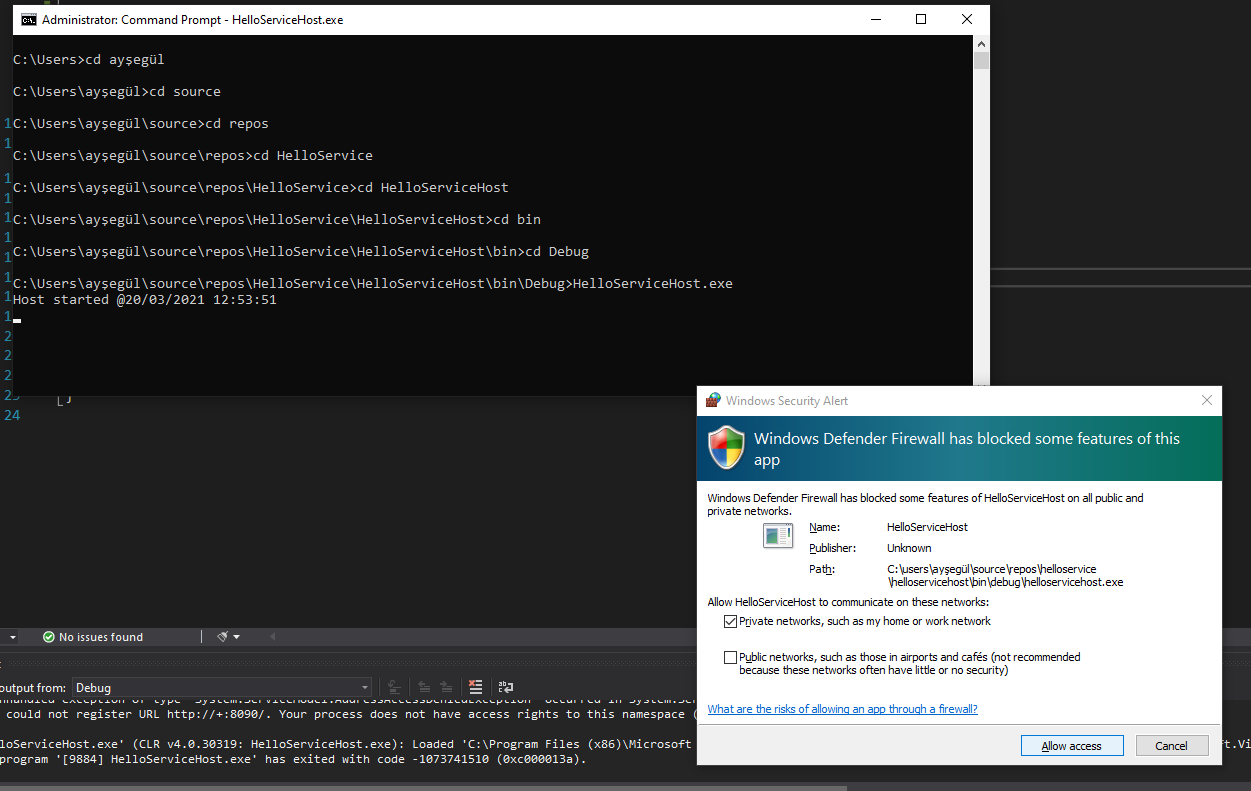 Administrator: Command Prompt - HelloServiceHost.exe
C:\Users>cd ayşegül
C:\Users\ayşegül>cd source
C:\Users\ayşegül\source>cd repos
C:\Users\ayşegül\source\repos>cd HelloService
C:\Users\ayşegül\source\repos\HelloService>cd HelloServiceHost
C:\Users\ayşegül\source\repos\HelloService\HelloServiceHost>cd bin
C:\Users\ayşegül\source\repos\HelloService\HelloServiceHost\bin>cd Debug
C:\Users\ayşegül\source\repos\HelloService\HelloServiceHost\bin\Debug>HelloServiceHost.exe
Host started @20/03/2021 12:53:51
24
Windows Security Alert
Windows Defender Firewall has blocked some features of this
app
Windows Defender Firewall has blocked some features of HelloServiceHost on all public and
private networks.
Name: HelloServiceHost
Publisher: Unknown
Path: C:\users\ayşegül\source\repos\helloservice
\helloservicehost\bin\debug\helloservicehost.exe
Allow HelloServiceHost to communicate on these networks:
Private networks, such as my home or work network
Public networks, such as those in airports and cafés (not recommended
because these networks often have little or no security)
What are the risks of allowing an app through a firewall?
Allow access Cancel
No issues found
output from: Debug
could not register URL http://+:8090/. Your process does not have access rights to this namespace (
loServiceHost.exe' (CLR v4.0.30319: HelloServiceHost.exe): Loaded 'C:\Program Files (x86)\Microsoft
program '[9884] HelloServiceHost.exe' has exited with code -1073741510 (0xc000013a).